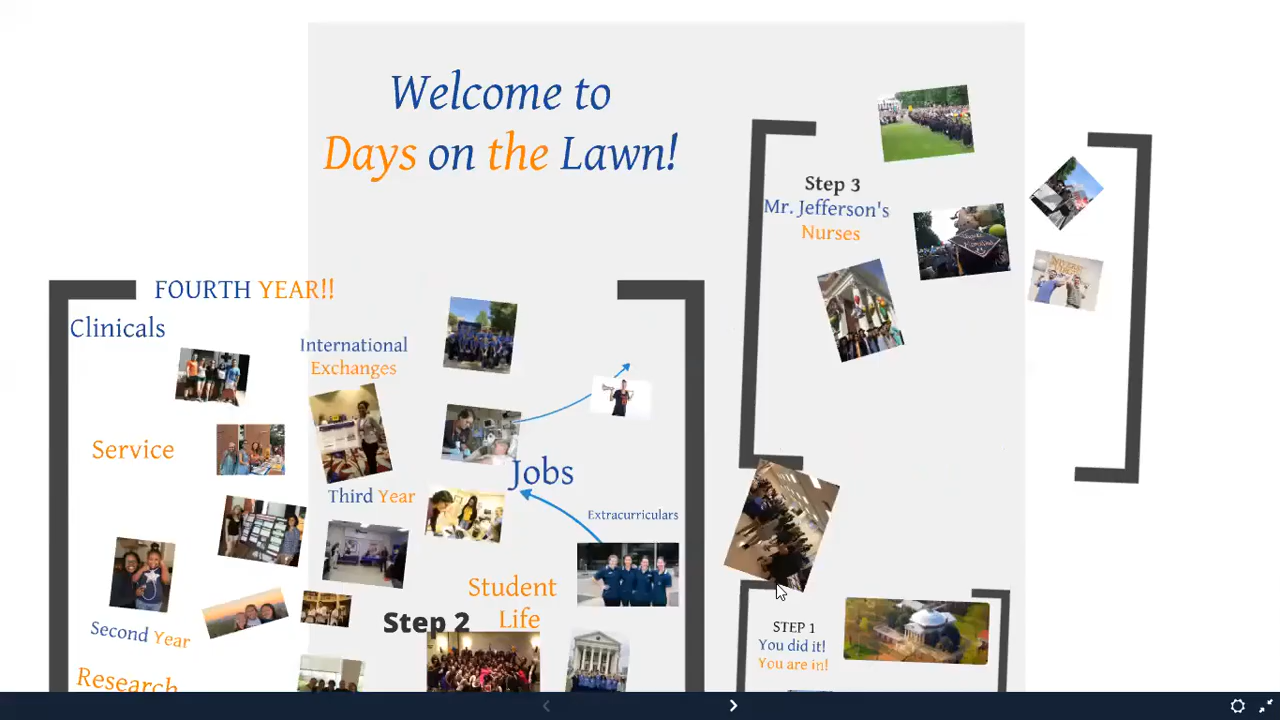 Welcome to
Days on the Lawn!
Step 3
Mr. Jefferson's
Nurses
FOURTH YEAR!!
Clinicals
International
Exchanges
Service
Jobs
Third Year
Extracurriculars
Student
Life
Step 2
Second Year
Research
STEP 1
You did it!
You are in!